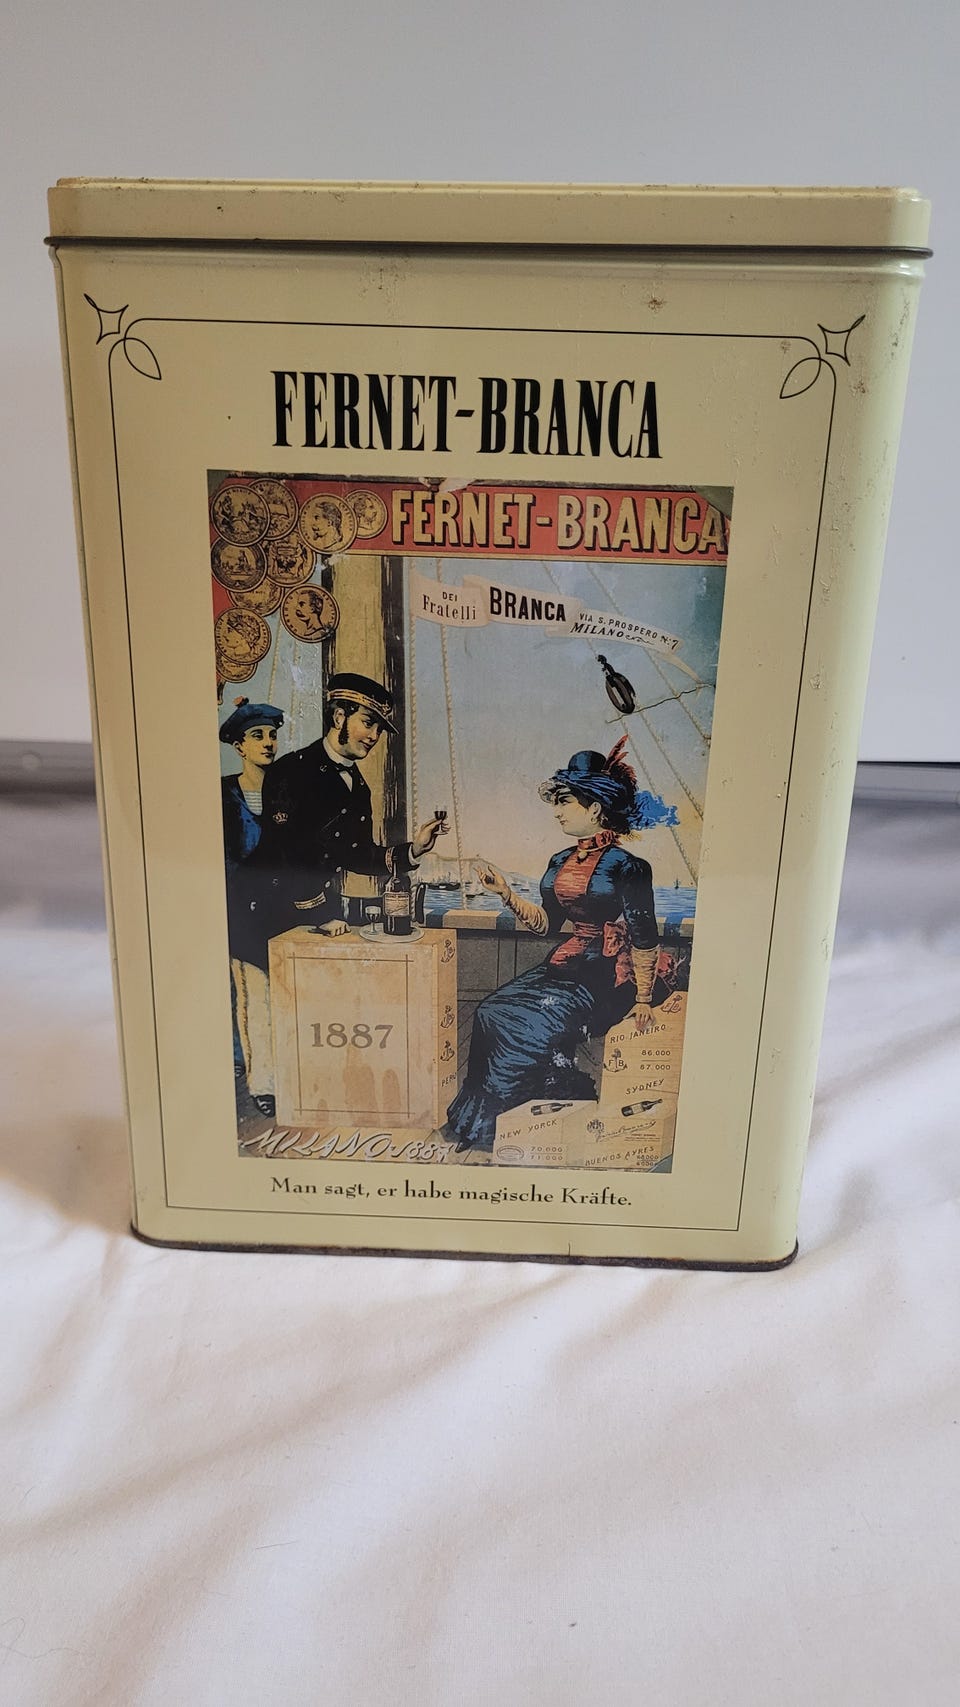 FERNET-BRANCA
FERNET-BRANCA
DEI
Fratelli BRANCA VIA S. PROSPERO N.7
MILANO
1887
RIO JANEIRO
F B
86.000
87.000
PERU
SYDNEY
NEW YORCK
70.000
71.000
BUENOS AYRES
MILANO 1887
Man sagt, er habe magische Kräfte.